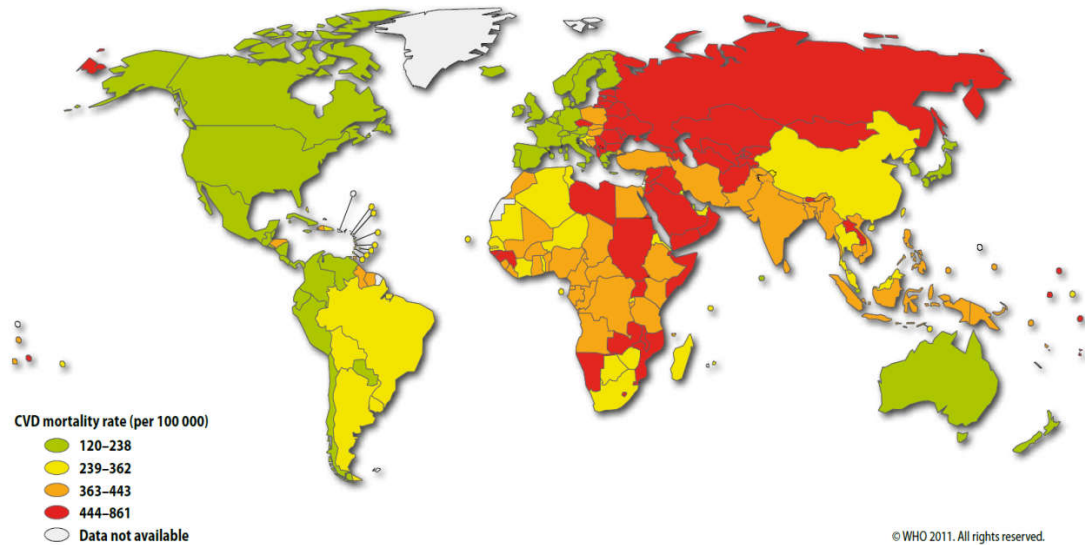 CVD mortality rate (per 100 000)
120–238
239–362
363–443
444–861
Data not available
© WHO 2011. All rights reserved.